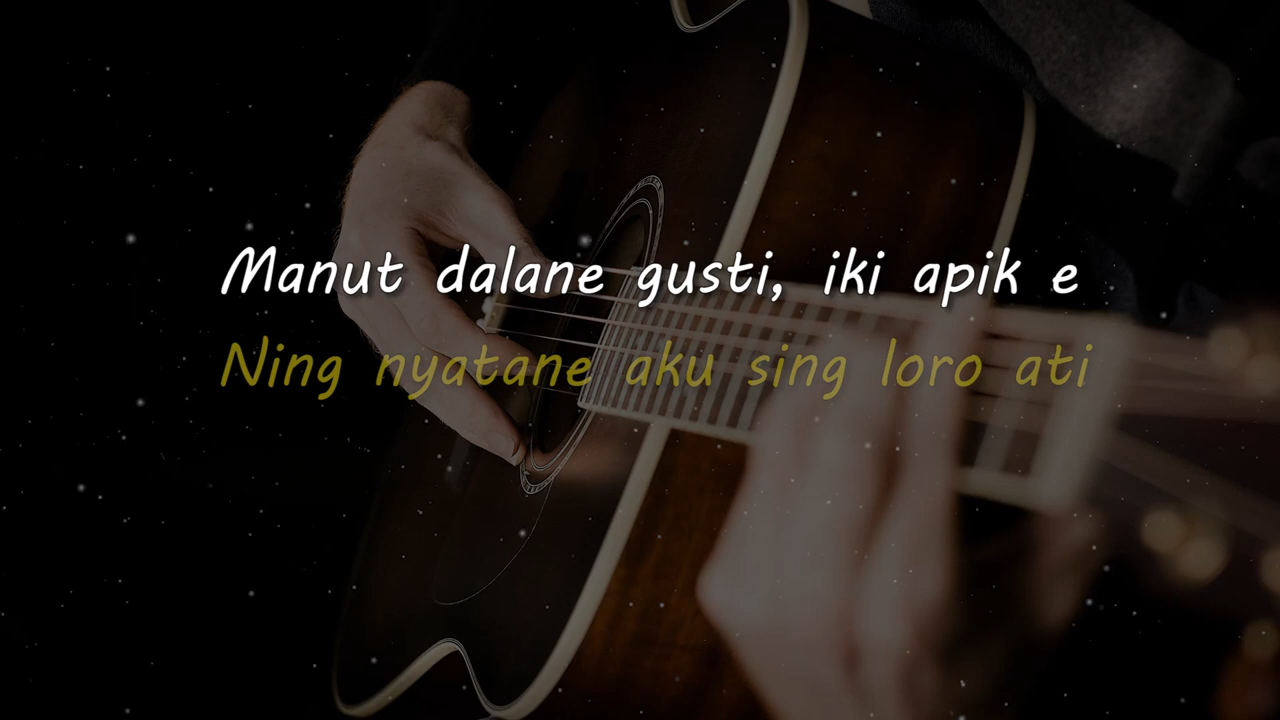 Manut dalane gusti, iki apik e
Ning nyatane aku sing loro ati